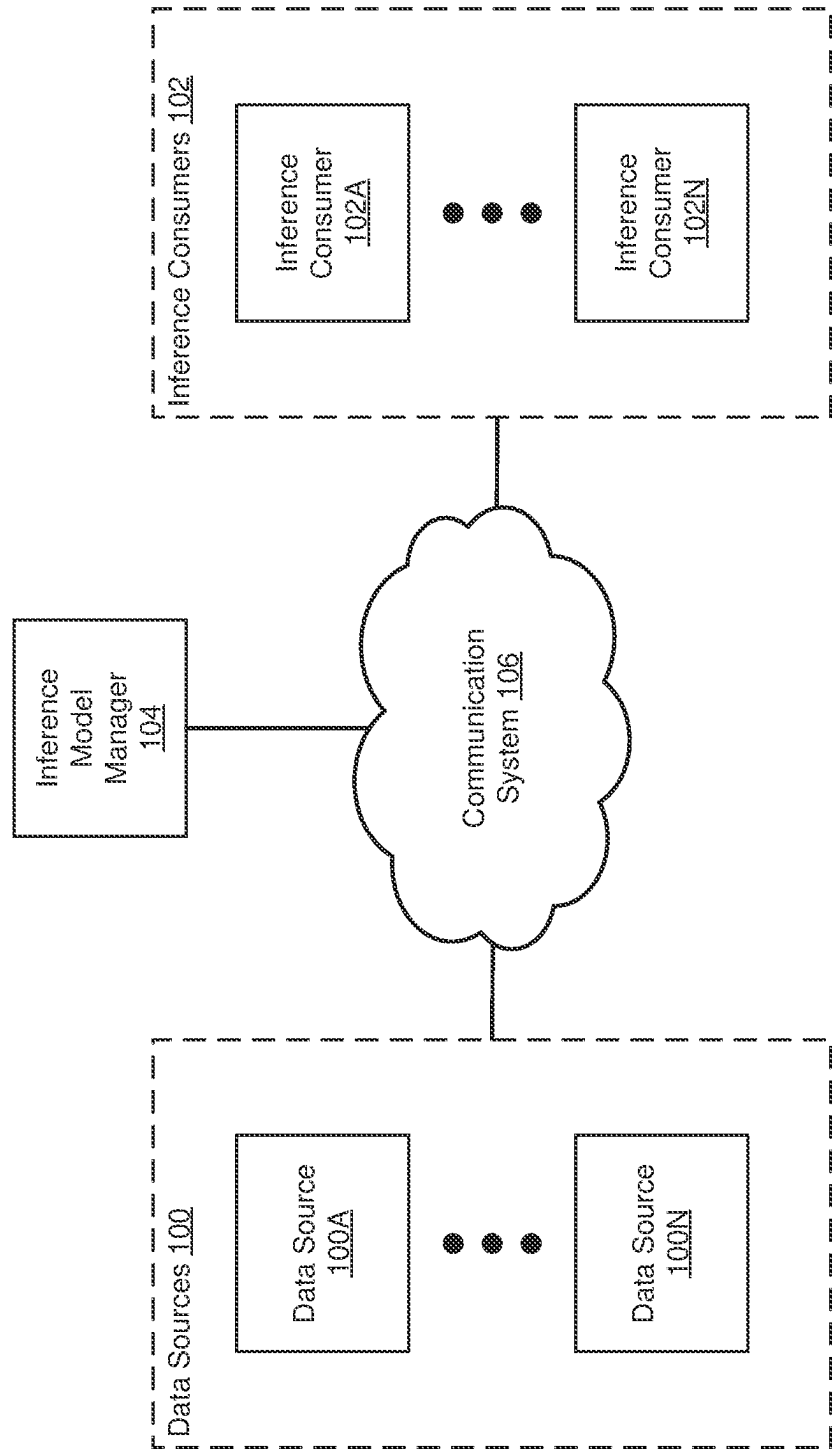 Inference
Model
Manager
104
Data Sources 100
Data Source
100A
Data Source
100N
Communication
System 106
Inference Consumers 102
Inference
Consumer
102A
Inference
Consumer
102N